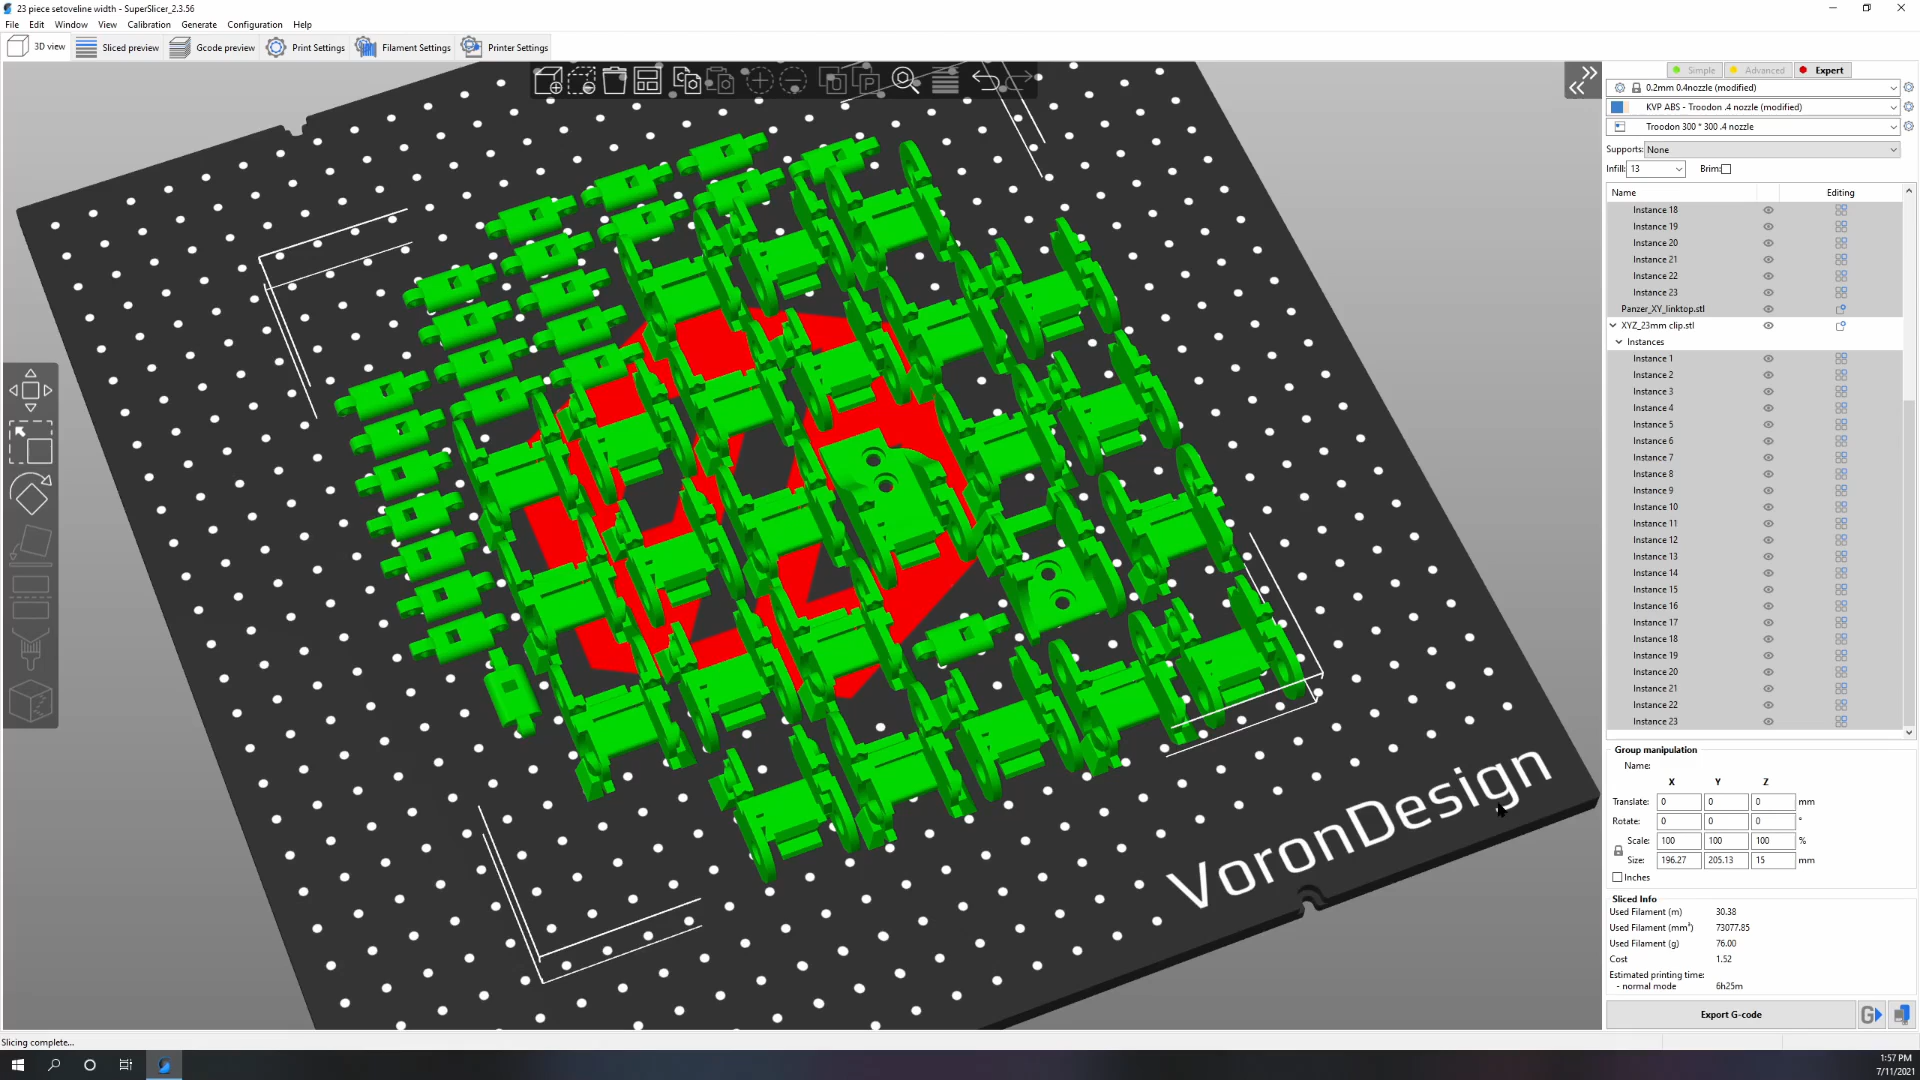 23 piece setoveline width - SuperSlicer_2.3.56
File Edit Window View Calibration Generate Configuration Help
3D view Sliced preview Gcode preview Print Settings Filament Settings Printer Settings
Simple Advanced Expert
0.2mm 0.4nozzle (modified)
KVP ABS - Troodon .4 nozzle (modified)
Troodon 300 * 300 .4 nozzle
Supports: None
Infill: 13 Brim:
Name Editing
Instance 18
Instance 19
Instance 20
Instance 21
Instance 22
Instance 23
Panzer_XY_linktop.stl
XYZ_23mm clip.stl
Instances
Instance 1
Instance 2
Instance 3
Instance 4
Instance 5
Instance 6
Instance 7
Instance 8
Instance 9
Instance 10
Instance 11
Instance 12
Instance 13
Instance 14
Instance 15
Instance 16
Instance 17
Instance 18
Instance 19
Instance 20
Instance 21
Instance 22
Instance 23
Group manipulation
Name:
X Y Z
Translate: 0 0 0 mm
Rotate: 0 0 0 °
Scale: 100 100 100 %
Size: 196.27 205.13 15 mm
Inches
Sliced Info
Used Filament (m) 30.38
Used Filament (mm³) 73077.85
Used Filament (g) 76.00
Cost 1.52
Estimated printing time:
- normal mode 6h25m
Export G-code
VoronDesign
Slicing complete...
1:57 PM
7/11/2021